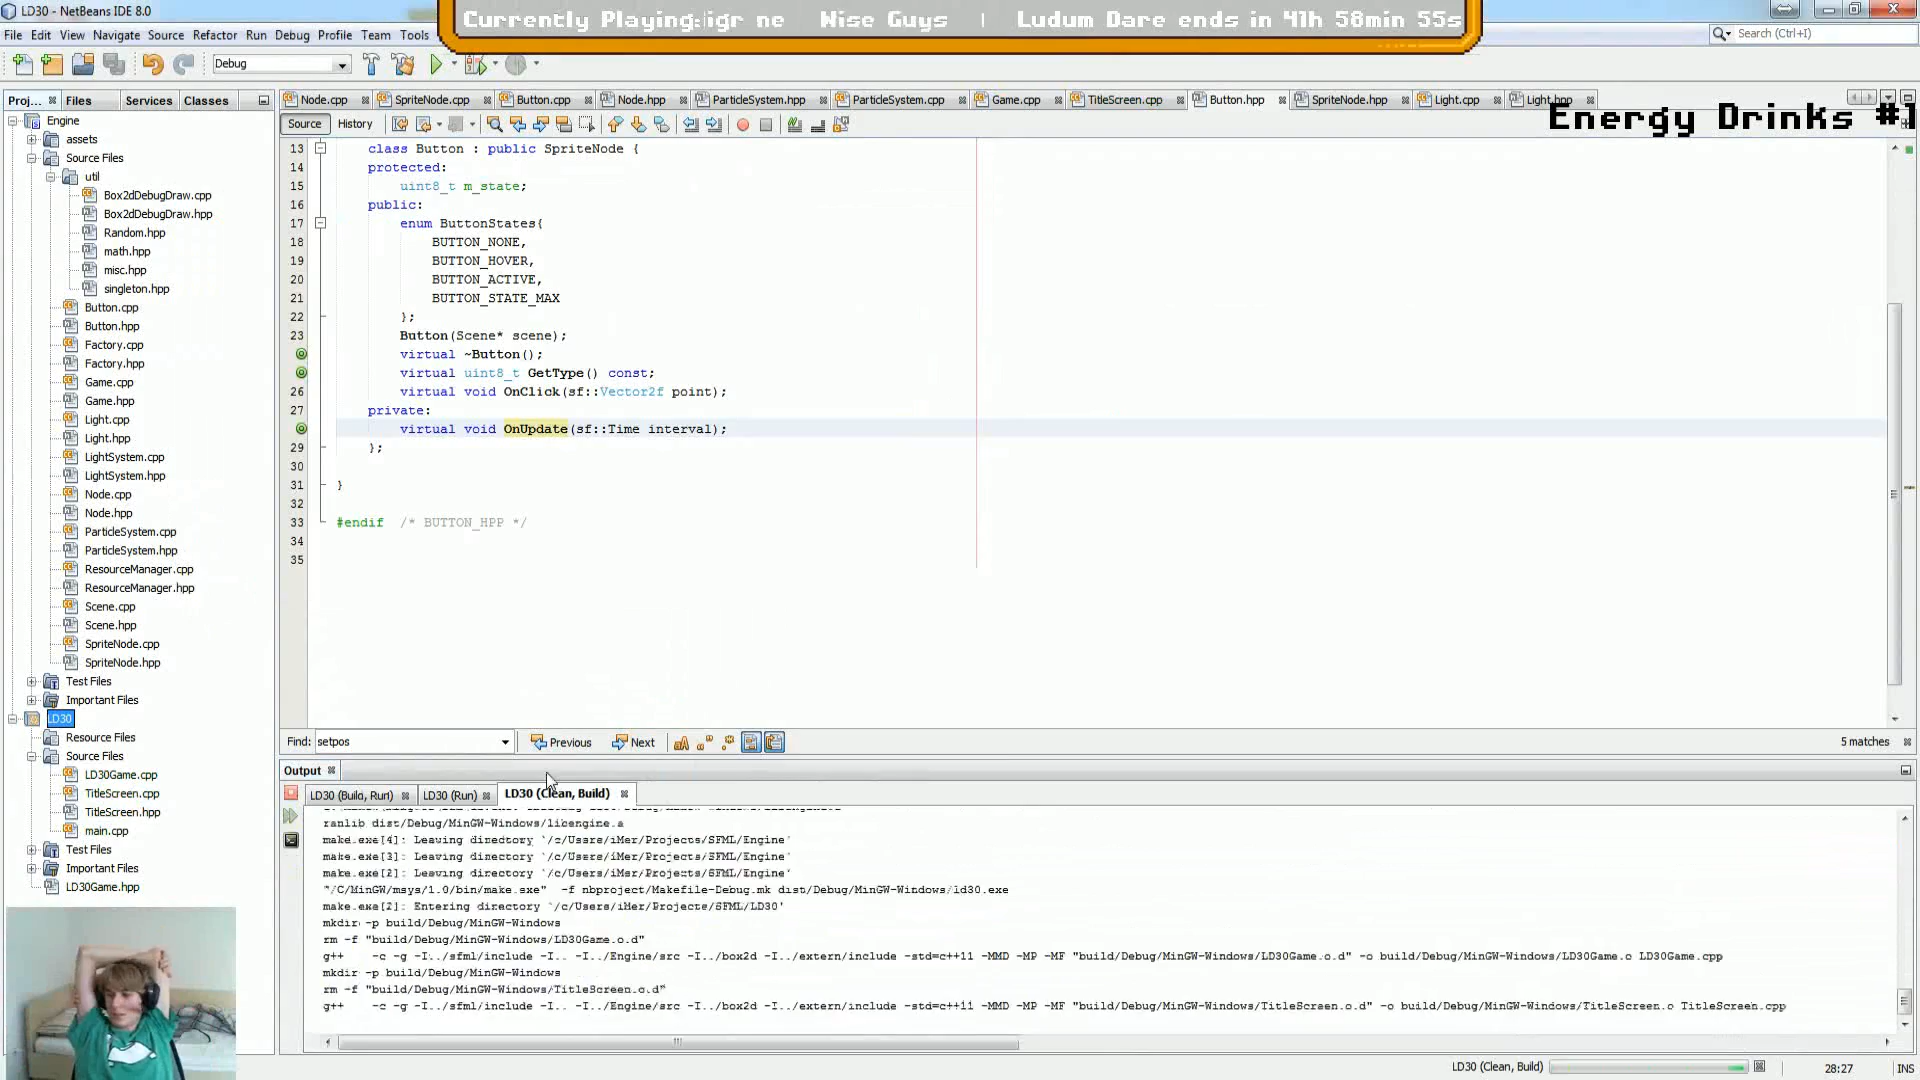 LD30 - NetBeans IDE 8.0
Currently Playing: Nise Guys | Ludum Dare ends in 41h 58min 55s
File Edit View Navigate Source Refactor Run Debug Profile Team Tools
Search (Ctrl+I)
Debug
Proj... Files Services Classes
Node.cpp SpriteNode.cpp Button.cpp Node.hpp ParticleSystem.hpp ParticleSystem.cpp Game.cpp TitleScreen.cpp Button.hpp SpriteNode.hpp Light.cpp Light.hpp
Energy Drinks #1
Source History
Engine
assets
Source Files
util
Box2dDebugDraw.cpp
Box2dDebugDraw.hpp
Random.hpp
math.hpp
misc.hpp
singleton.hpp
Button.cpp
Button.hpp
Factory.cpp
Factory.hpp
Game.cpp
Game.hpp
Light.cpp
Light.hpp
LightSystem.cpp
LightSystem.hpp
Node.cpp
Node.hpp
ParticleSystem.cpp
ParticleSystem.hpp
ResourceManager.cpp
ResourceManager.hpp
Scene.cpp
Scene.hpp
SpriteNode.cpp
SpriteNode.hpp
Test Files
Important Files
LD30
Resource Files
Source Files
LD30Game.cpp
TitleScreen.cpp
TitleScreen.hpp
main.cpp
Test Files
Important Files
LD30Game.hpp
13 class Button : public SpriteNode {
14 protected:
15 uint8_t m_state;
16 public:
17 enum ButtonStates{
18 BUTTON_NONE,
19 BUTTON_HOVER,
20 BUTTON_ACTIVE,
21 BUTTON_STATE_MAX
22 };
23 Button(Scene* scene);
virtual ~Button();
virtual uint8_t GetType() const;
26 virtual void OnClick(sf::Vector2f point);
27 private:
virtual void OnUpdate(sf::Time interval);
29 };
30
31 }
32
33 #endif /* BUTTON_HPP */
34
35
Find: setpos Previous Next 5 matches
Output
LD30 (Build, Run) LD30 (Run) LD30 (Clean, Build)
ranlib dist/Debug/MinGW-Windows/libengine.a
make.exe[4]: Leaving directory `/c/Users/iMer/Projects/SFML/Engine'
make.exe[3]: Leaving directory `/c/Users/iMer/Projects/SFML/Engine'
make.exe[2]: Leaving directory `/c/Users/iMer/Projects/SFML/Engine'
"/C/MinGW/msys/1.0/bin/make.exe" -f nbproject/Makefile-Debug.mk dist/Debug/MinGW-Windows/ld30.exe
make.exe[2]: Entering directory `/c/Users/iMer/Projects/SFML/LD30'
mkdir -p build/Debug/MinGW-Windows
rm -f "build/Debug/MinGW-Windows/LD30Game.o.d"
g++ -c -g -I../sfml/include -I.. -I../Engine/src -I../box2d -I../extern/include -std=c++11 -MMD -MP -MF "build/Debug/MinGW-Windows/LD30Game.o.d" -o build/Debug/MinGW-Windows/LD30Game.o LD30Game.cpp
mkdir -p build/Debug/MinGW-Windows
rm -f "build/Debug/MinGW-Windows/TitleScreen.o.d"
g++ -c -g -I../sfml/include -I.. -I../Engine/src -I../box2d -I../extern/include -std=c++11 -MMD -MP -MF "build/Debug/MinGW-Windows/TitleScreen.o.d" -o build/Debug/MinGW-Windows/TitleScreen.o TitleScreen.cpp
LD30 (Clean, Build) 28:27 INS